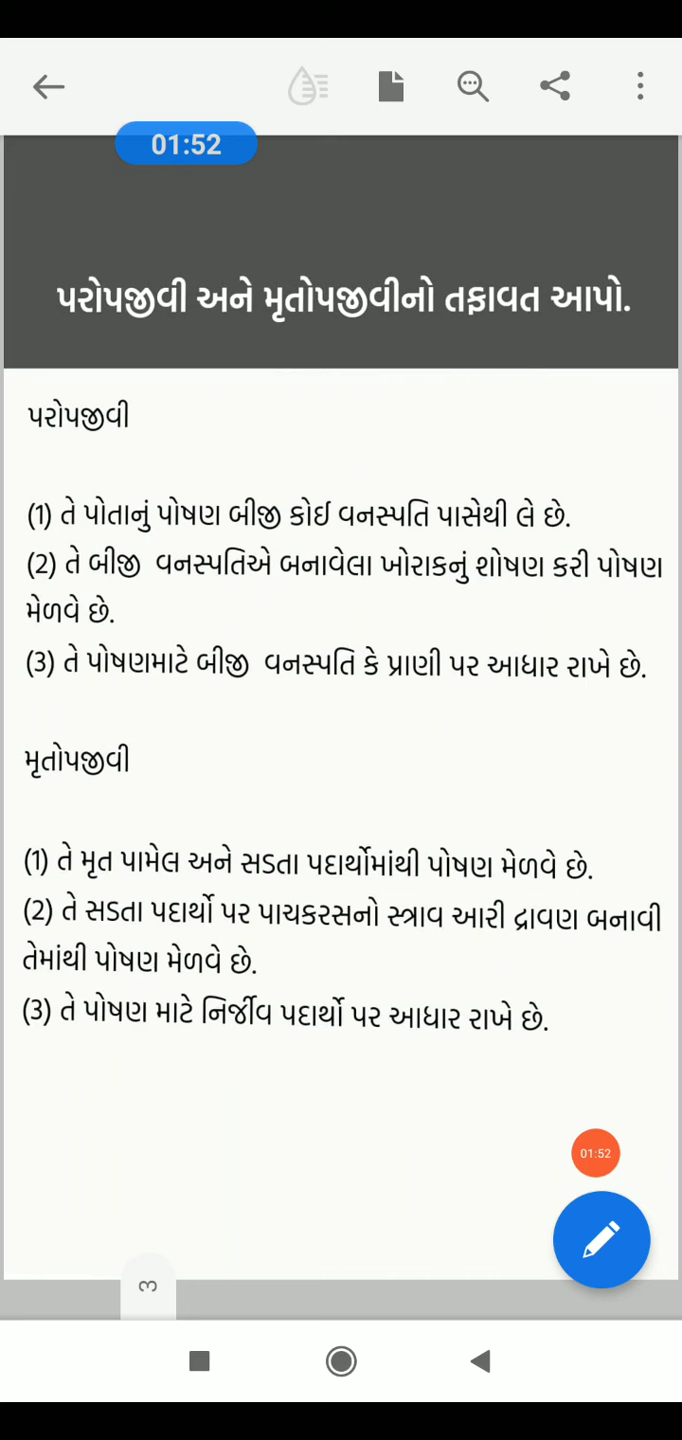 01:52
પરોપજીવી અને મૃતોપજીવીનો તફાવત આપો.
પરોપજીવી
(1) તે પોતાનું પોષણ બીજી કોઈ વનસ્પતિ પાસેથી લે છે.
(2) તે બીજી વનસ્પતિએ બનાવેલા ખોરાકનું શોષણ કરી પોષણ
મેળવે છે.
(3) તે પોષણમાટે બીજી વનસ્પતિ કે પ્રાણી પર આધાર રાખે છે.
મૃતોપજીવી
(1) તે મૃત પામેલ અને સડતા પદાર્થોમાંથી પોષણ મેળવે છે.
(2) તે સડતા પદાર્થો પર પાચકરસનો સ્ત્રાવ આરી દ્રાવણ બનાવી
તેમાંથી પોષણ મેળવે છે.
(3) તે પોષણ માટે નિર્જીવ પદાર્થો પર આધાર રાખે છે.
01:52
3